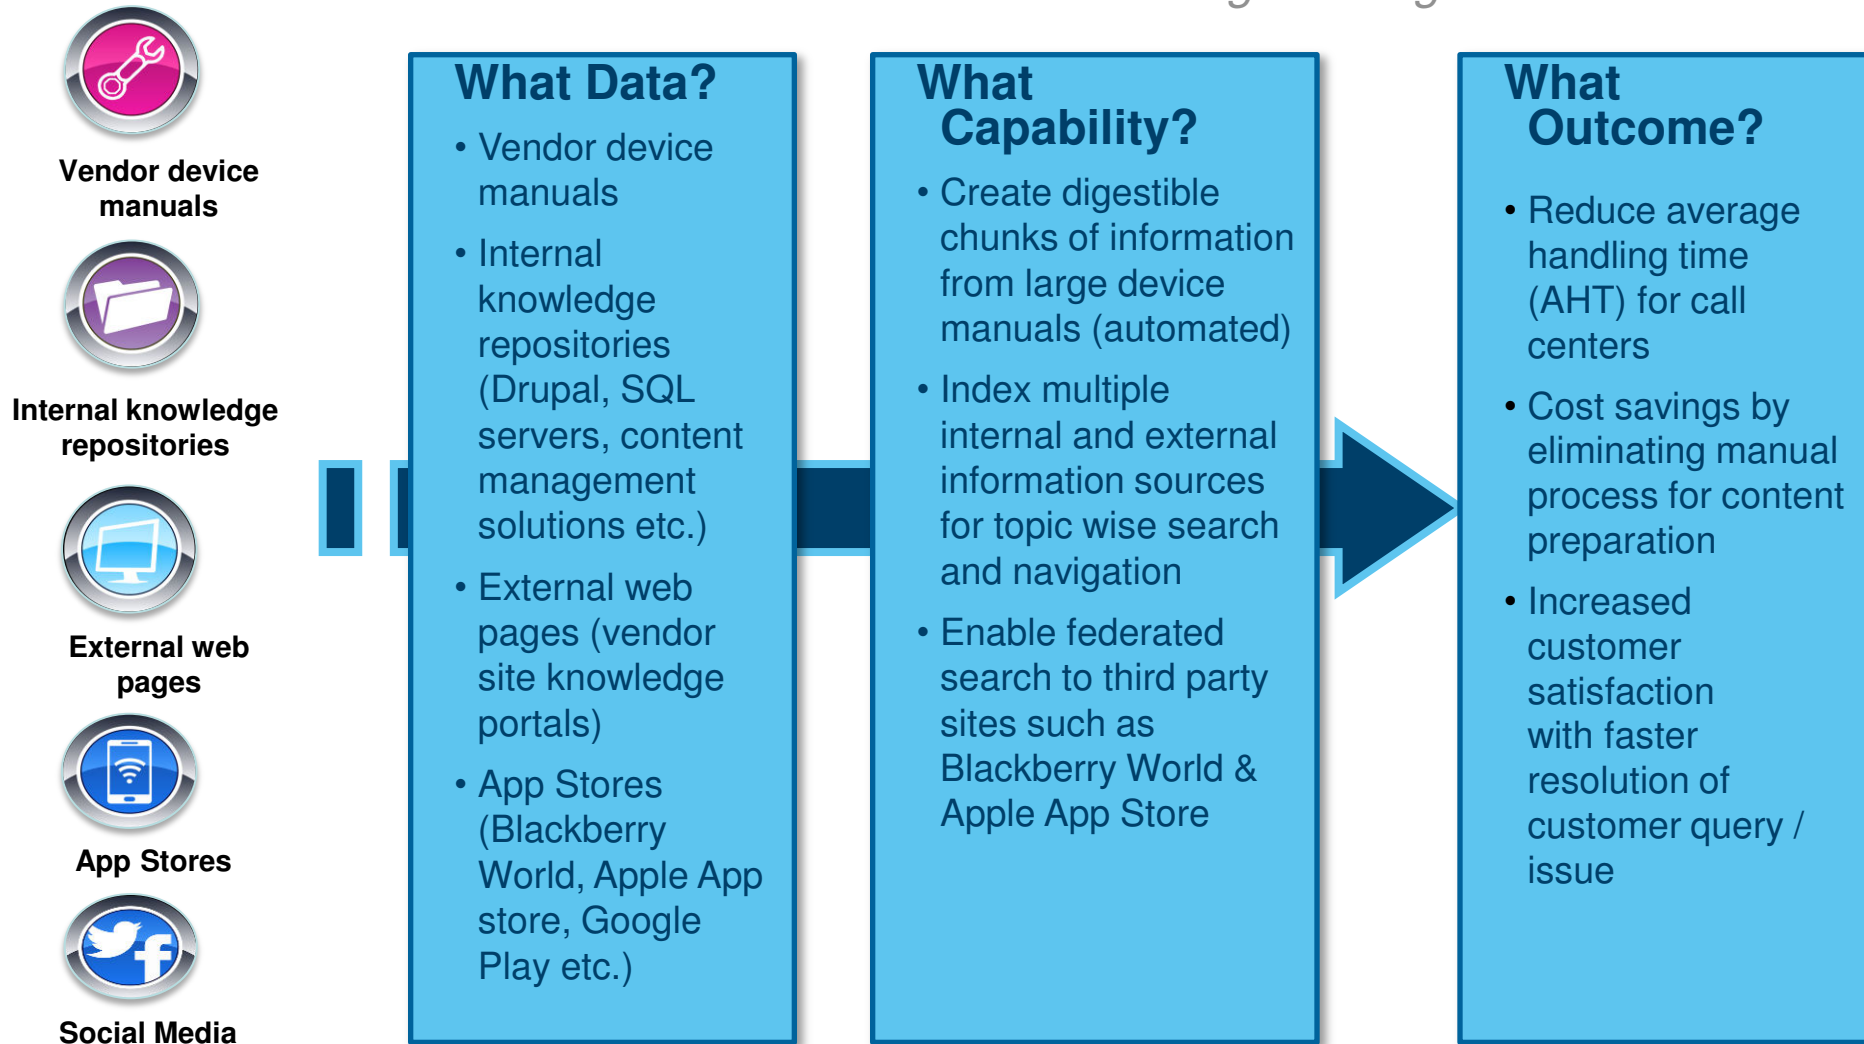 Vendor device
manuals
Internal knowledge
repositories
External web
pages
App Stores
Social Media
What Data?
• Vendor device
manuals
• Internal
knowledge
repositories
(Drupal, SQL
servers, content
management
solutions etc.)
• External web
pages (vendor
site knowledge
portals)
• App Stores
(Blackberry
World, Apple App
store, Google
Play etc.)
What
Capability?
• Create digestible
chunks of information
from large device
manuals (automated)
• Index multiple
internal and external
information sources
for topic wise search
and navigation
• Enable federated
search to third party
sites such as
Blackberry World &
Apple App Store
What
Outcome?
• Reduce average
handling time
(AHT) for call
centers
• Cost savings by
eliminating manual
process for content
preparation
• Increased
customer
satisfaction
with faster
resolution of
customer query /
issue